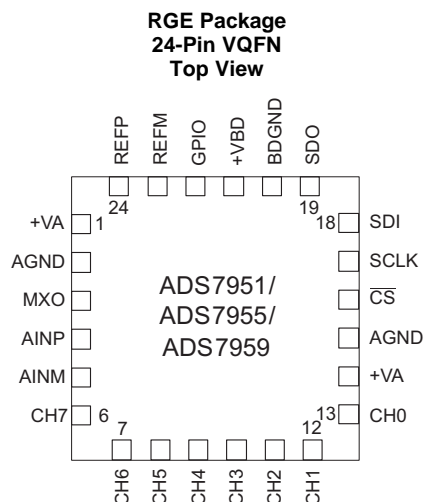 RGE Package
24-Pin VQFN
Top View
REFP
REFM
GPIO
+VBD
BDGND
SDO
24
19
+VA
1
18
SDI
AGND
SCLK
MXO
ADS7951/
ADS7955/
ADS7959
C̅S̅
AINP
AGND
AINM
+VA
CH7
6
13
CH0
7
12
CH6
CH5
CH4
CH3
CH2
CH1